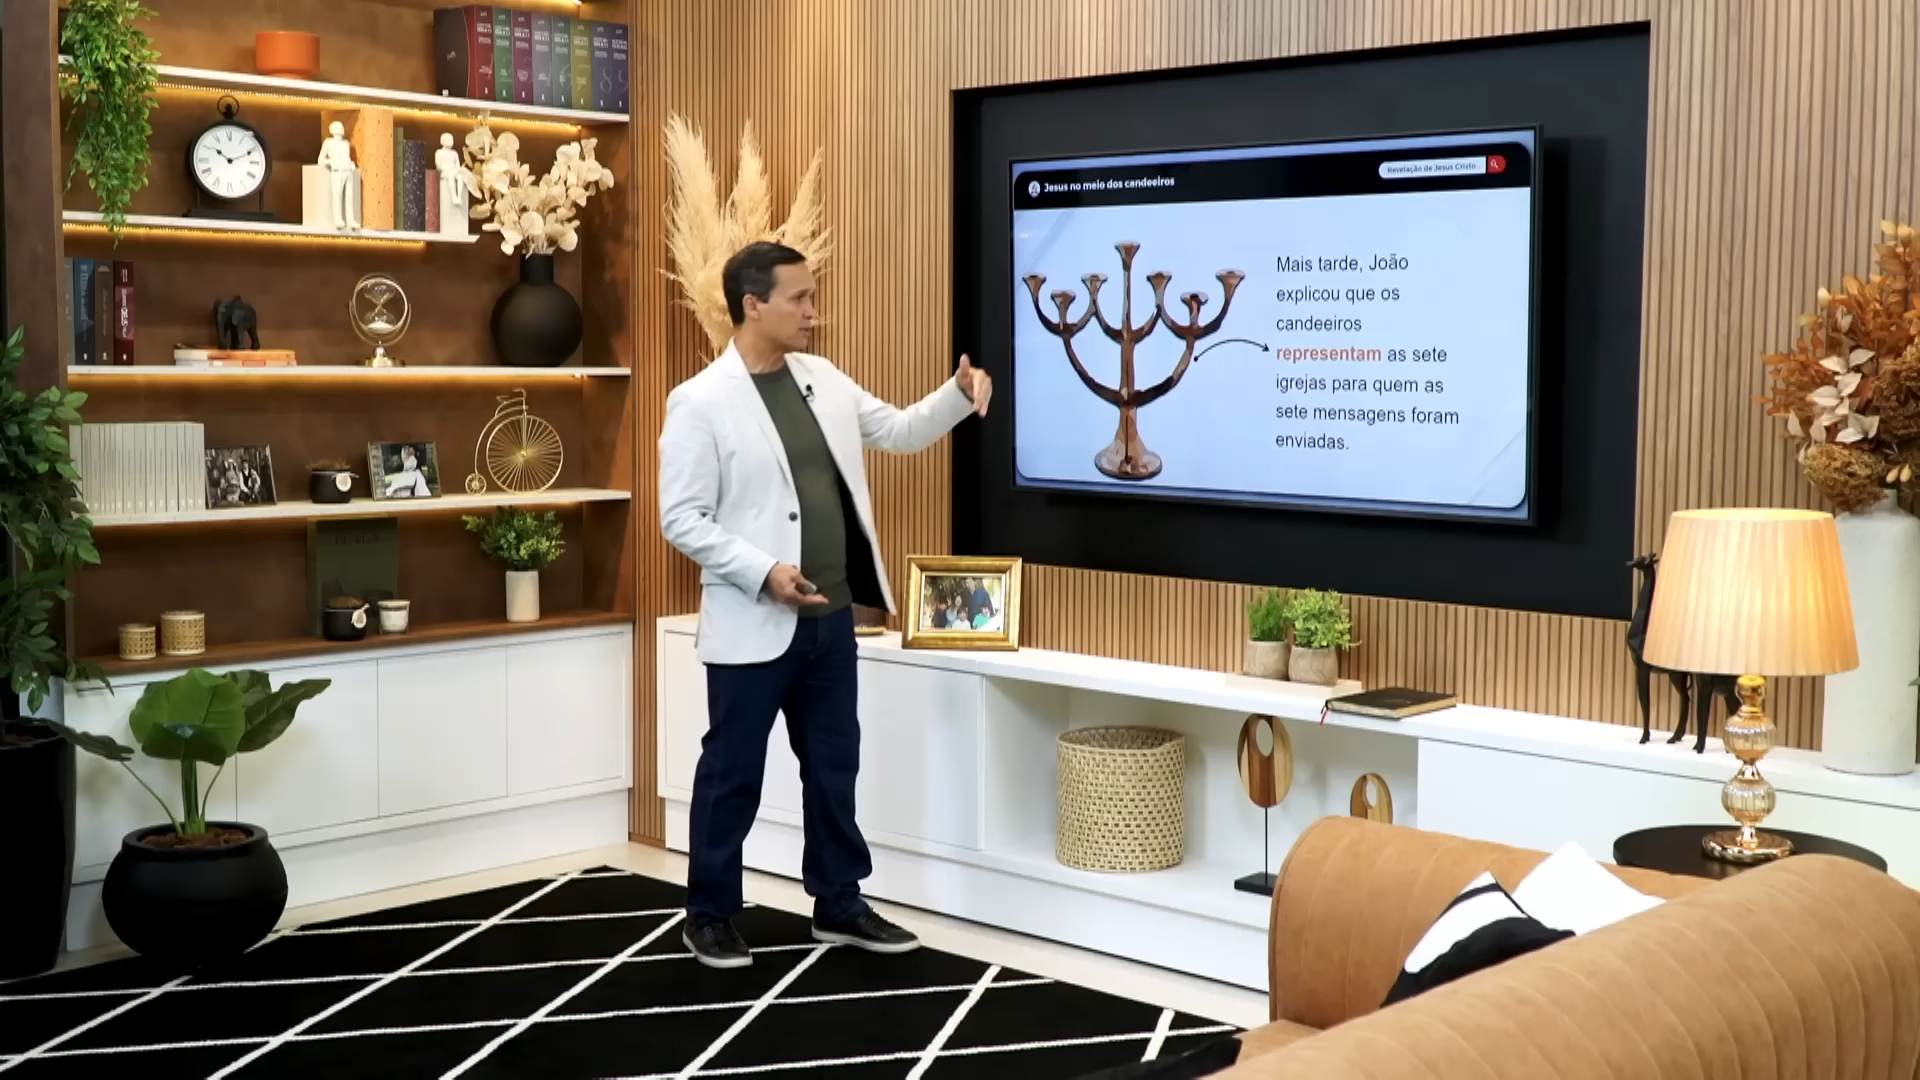 Jesus no meio dos candeeiros
Revelação de Jesus Cristo
Mais tarde, João
explicou que os
candeeiros
representam as sete
igrejas para quem as
sete mensagens foram
enviadas.